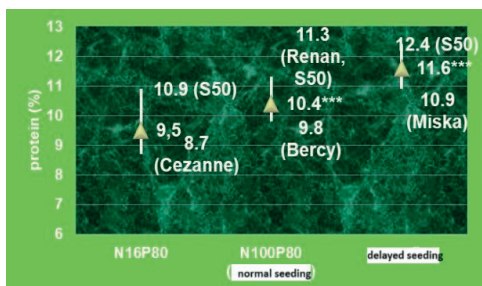 13
12
11
10
9
8
7
6
protein (%)
10.9 (S50)
9,5
8.7
(Cezanne)
11.3
(Renan,
S50)
10.4***
9.8
(Bercy)
12.4 (S50)
11.6***
10.9
(Miska)
N16P80
N100P80
( normal seeding)
delayed seeding